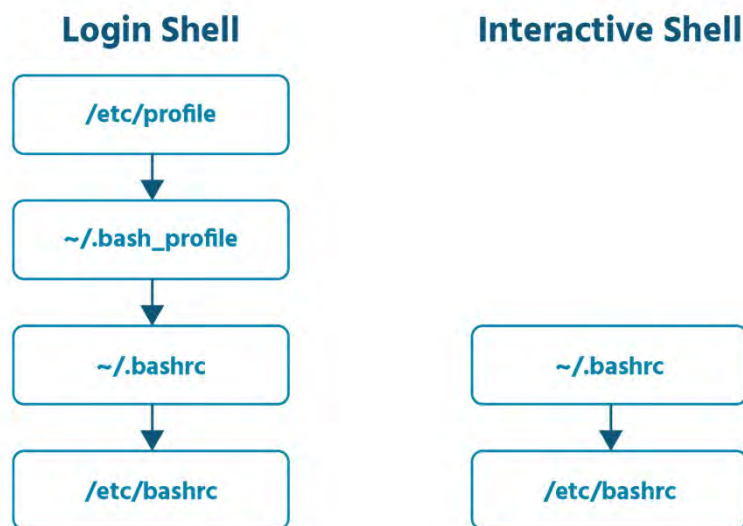 Login Shell
/etc/profile
~/.bash_profile
~/.bashrc
/etc/bashrc
Interactive Shell
~/.bashrc
/etc/bashrc